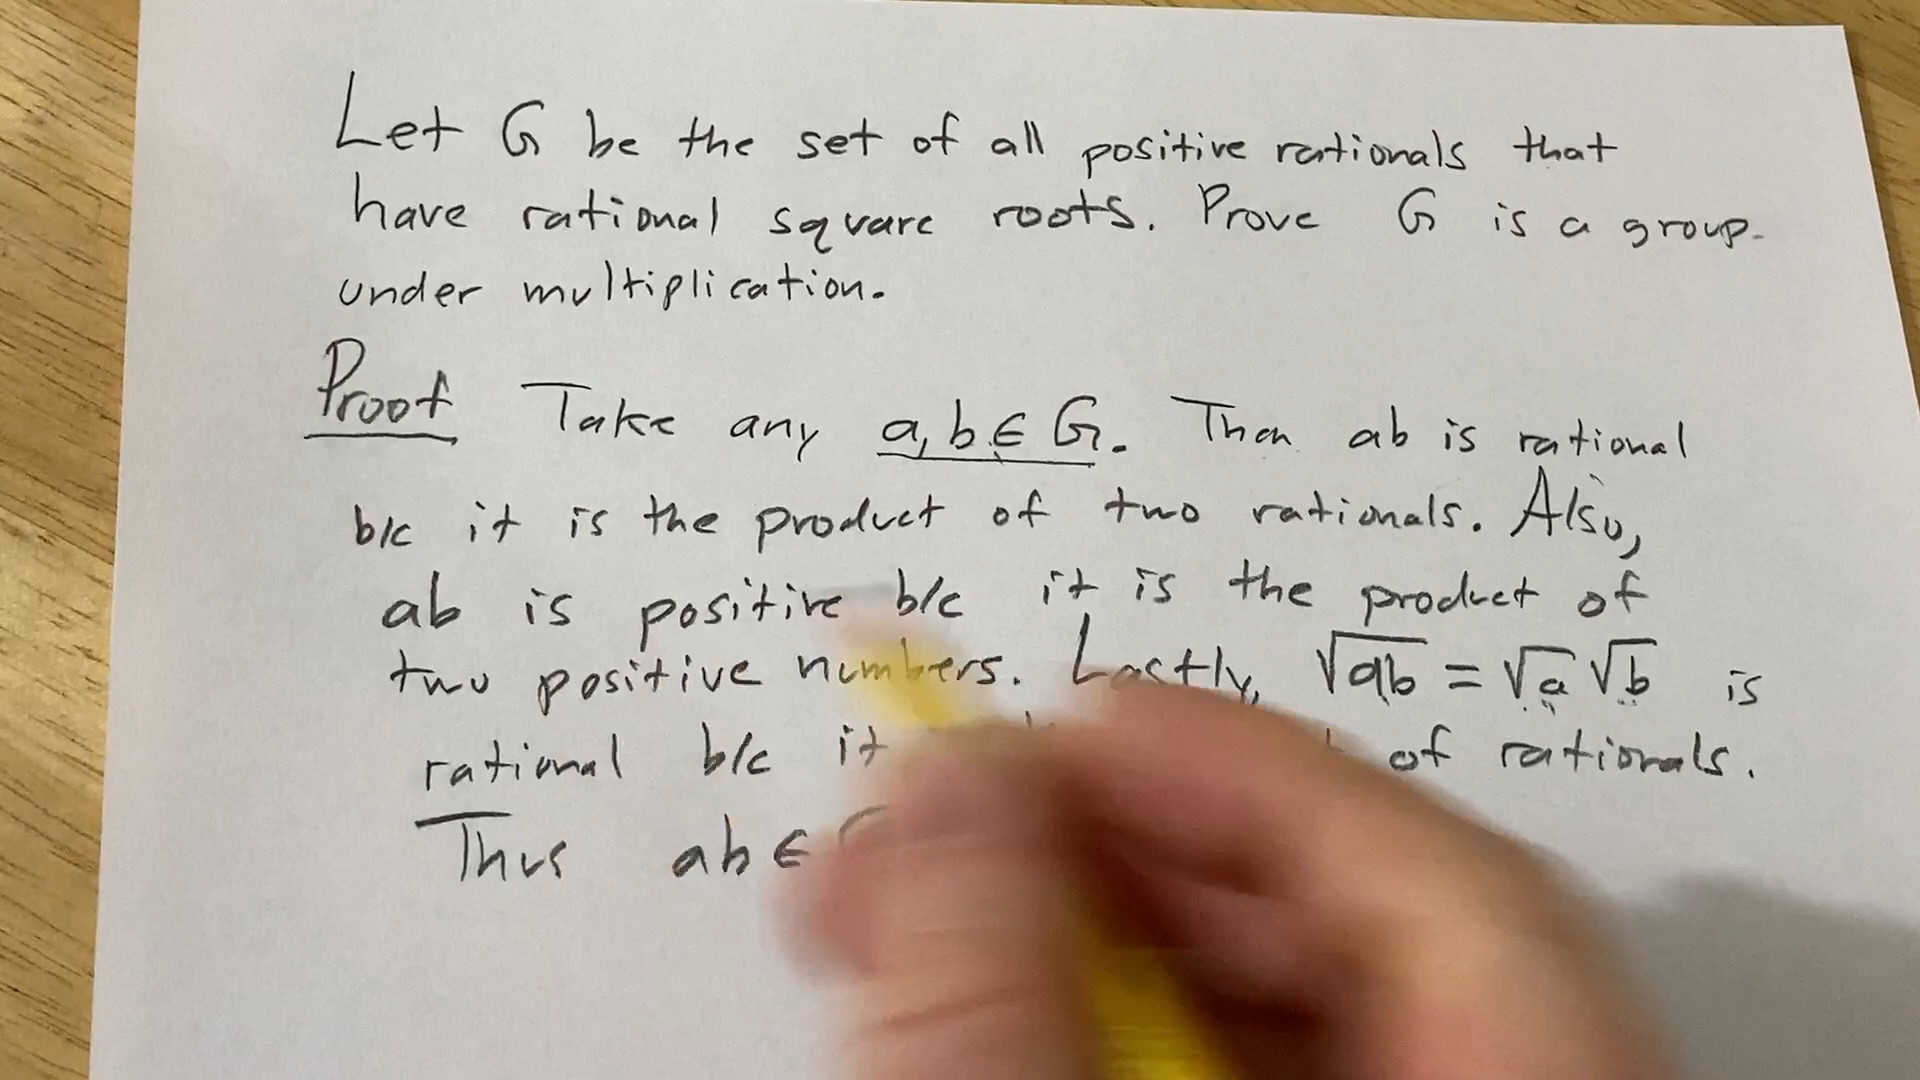 Let G be the set of all positive rationals that
have rational square roots. Prove G is a group
under multiplication.
Proof Take any a, b ∈ G. Then ab is rational
b/c it is the product of two rationals. Also,
ab is positive b/c it is the product of
two positive numbers. Lastly, √ab = √a √b is
rational b/c it of rationals.
Thus ab ∈